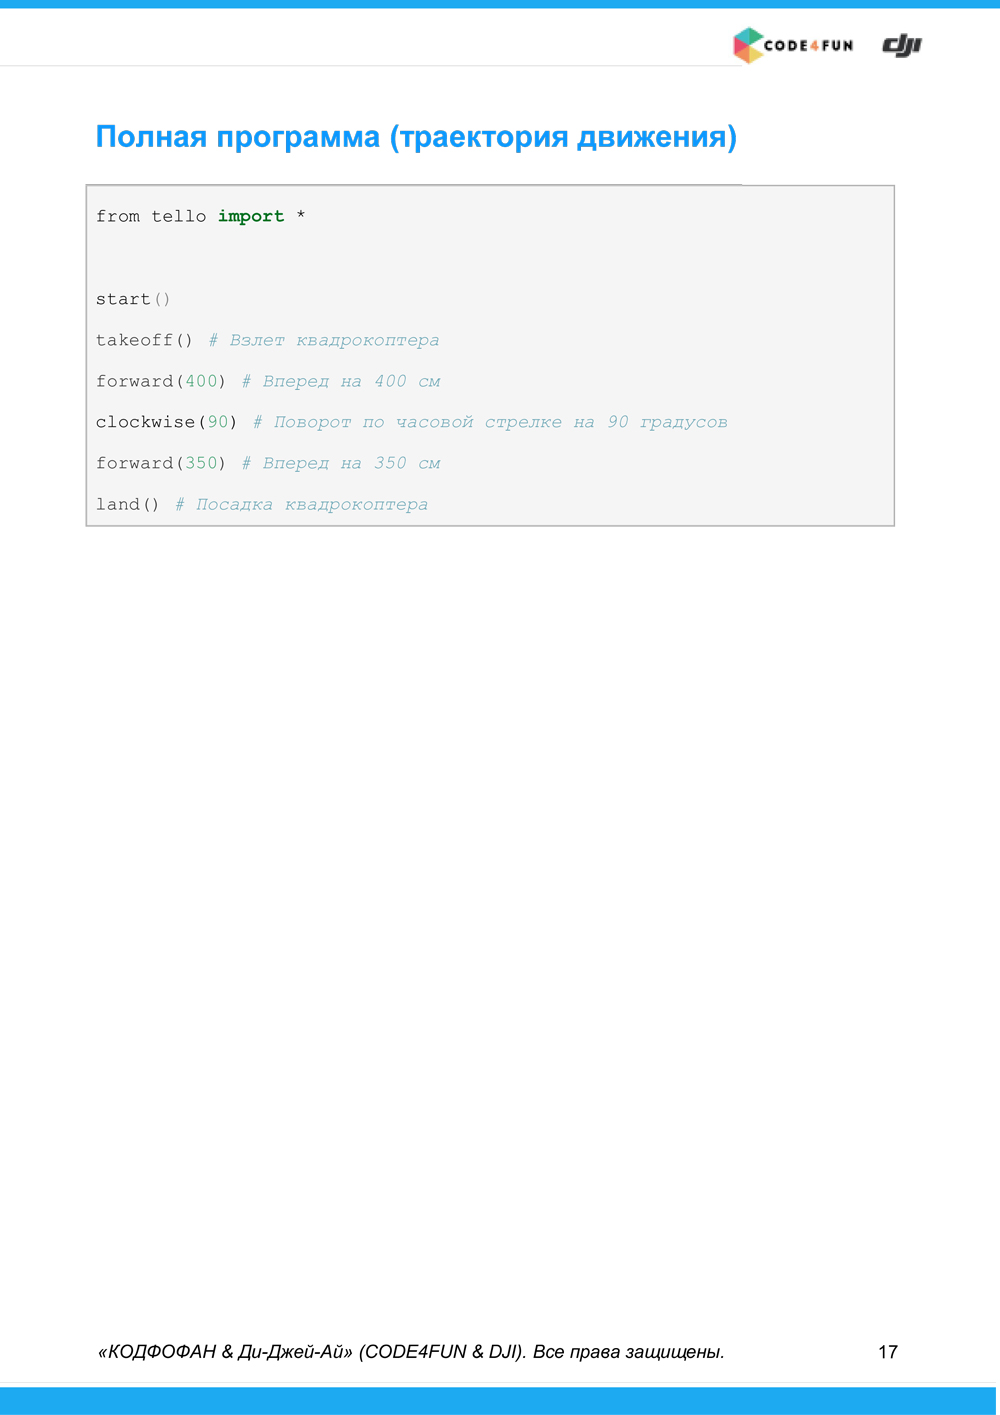 CODE4FUN dji
Полная программа (траектория движения)
from tello import *
start()
takeoff() # Взлет квадрокоптера
forward(400) # Вперед на 400 см
clockwise(90) # Поворот по часовой стрелке на 90 градусов
forward(350) # Вперед на 350 см
land() # Посадка квадрокоптера
«КОДФОФАН & Ди-Джей-Ай» (CODE4FUN & DJI). Все права защищены. 17